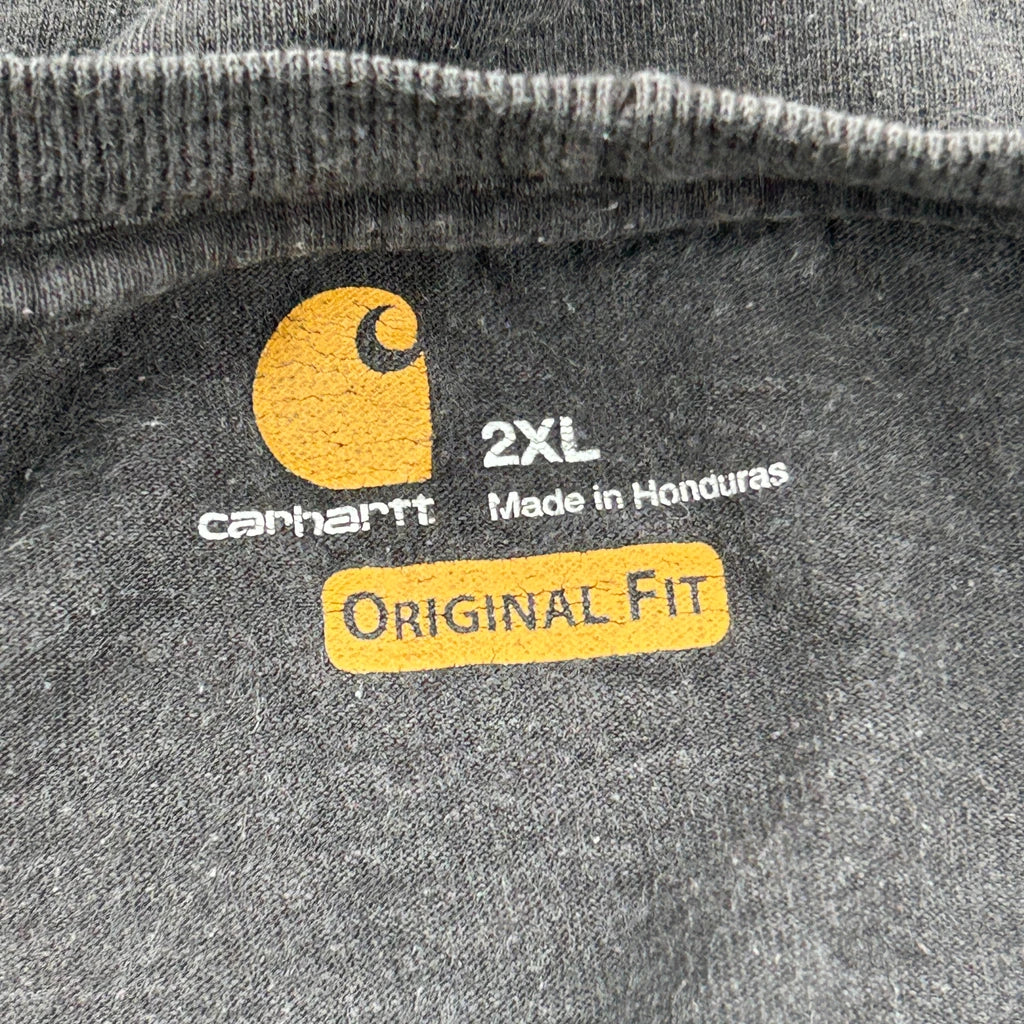 2XL
carhartt
Made in Honduras
ORIGINAL FIT